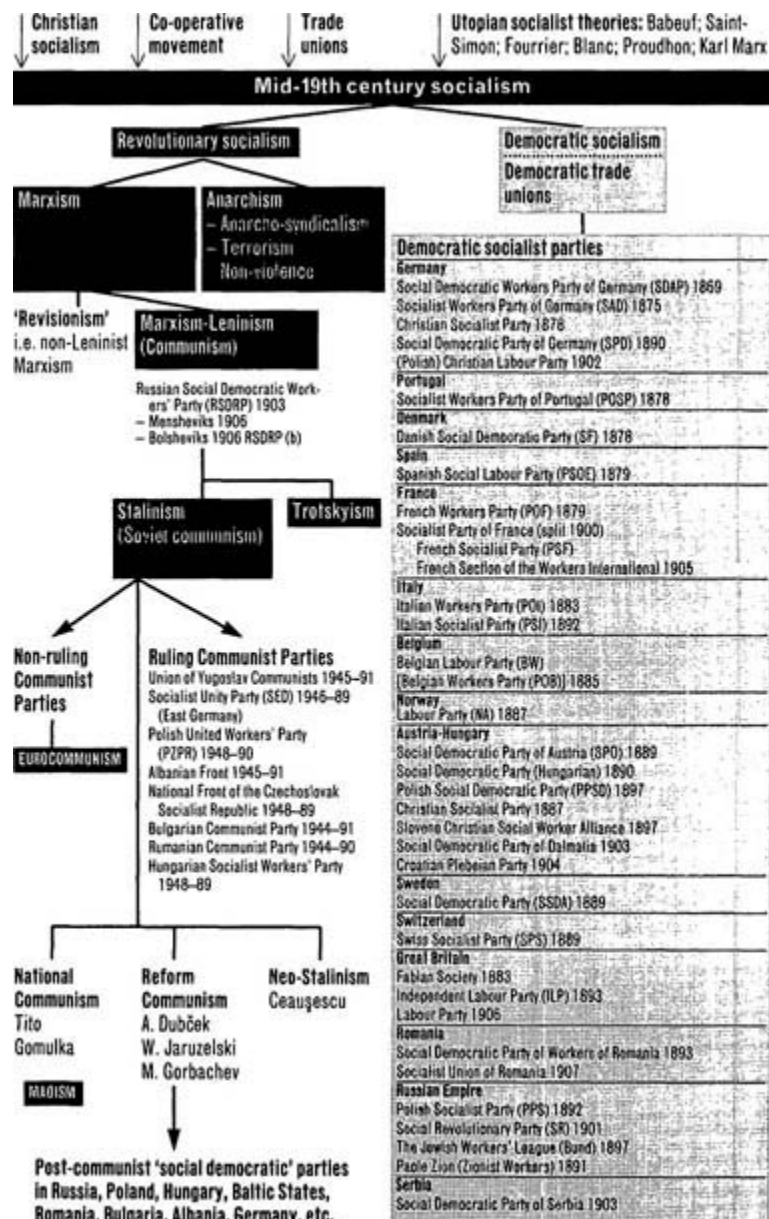 Christian
socialism
Co-operative
movement
Trade
unions
Utopian socialist theories: Babeuf; Saint-
Simon; Fourrier; Blanc; Proudhon; Karl Marx
Mid-19th century socialism
Revolutionary socialism
Democratic socialism
Democratic trade
unions
Marxism
Anarchism
– Anarcho-syndicalism
– Terrorism
Non-violence
'Revisionism'
i.e. non-Leninist
Marxism
Marxism-Leninism
(Communism)
Russian Social Democratic Work-
ers' Party (RSDRP) 1903
– Mensheviks 1906
– Bolsheviks 1906 RSDRP (b)
Stalinism
(Soviet communism)
Trotskyism
Non-ruling
Communist
Parties
EUROCOMMUNISM
Ruling Communist Parties
Union of Yugoslav Communists 1945–91
Socialist Unity Party (SED) 1946–89
(East Germany)
Polish United Workers' Party
(PZPR) 1948–90
Albanian Front 1945–91
National Front of the Czechoslovak
Socialist Republic 1948–89
Bulgarian Communist Party 1944–91
Rumanian Communist Party 1944–90
Hungarian Socialist Workers' Party
1948–89
National
Communism
Tito
Gomulka
MAOISM
Reform
Communism
A. Dubček
W. Jaruzelski
M. Gorbachev
Neo-Stalinism
Ceauşescu
Post-communist 'social democratic' parties
in Russia, Poland, Hungary, Baltic States,
Romania, Bulgaria, Albania, Germany, etc.
Democratic socialist parties
Germany
Social Democratic Workers Party of Germany (SDAP) 1869
Socialist Workers Party of Germany (SAD) 1875
Christian Socialist Party 1878
Social Democratic Party of Germany (SPD) 1890
(Polish) Christian Labour Party 1902
Portugal
Socialist Workers Party of Portugal (POSP) 1878
Denmark
Danish Social Democratic Party (SF) 1878
Spain
Spanish Social Labour Party (PSOE) 1879
France
French Workers Party (POF) 1879
Socialist Party of France (split 1900)
French Socialist Party (PSF)
French Section of the Workers International 1905
Italy
Italian Workers Party (POI) 1883
Italian Socialist Party (PSI) 1892
Belgium
Belgian Labour Party (BW)
[Belgian Workers Party (POB)] 1885
Norway
Labour Party (NA) 1887
Austria-Hungary
Social Democratic Party of Austria (SPO) 1889
Social Democratic Party (Hungarian) 1890
Polish Social Democratic Party (PPSD) 1897
Christian Socialist Party 1887
Slovene Christian Social Worker Alliance 1897
Social Democratic Party of Dalmatia 1903
Croatian Plebeian Party 1904
Sweden
Social Democratic Party (SSDA) 1889
Switzerland
Swiss Socialist Party (SPS) 1889
Great Britain
Fabian Society 1883
Independent Labour Party (ILP) 1893
Labour Party 1906
Romania
Social Democratic Party of Workers of Romania 1893
Socialist Union of Romania 1907
Russian Empire
Polish Socialist Party (PPS) 1892
Social Revolutionary Party (SR) 1901
The Jewish Workers' League (Bund) 1897
Paole Zion (Zionist Workers) 1891
Serbia
Social Democratic Party of Serbia 1903